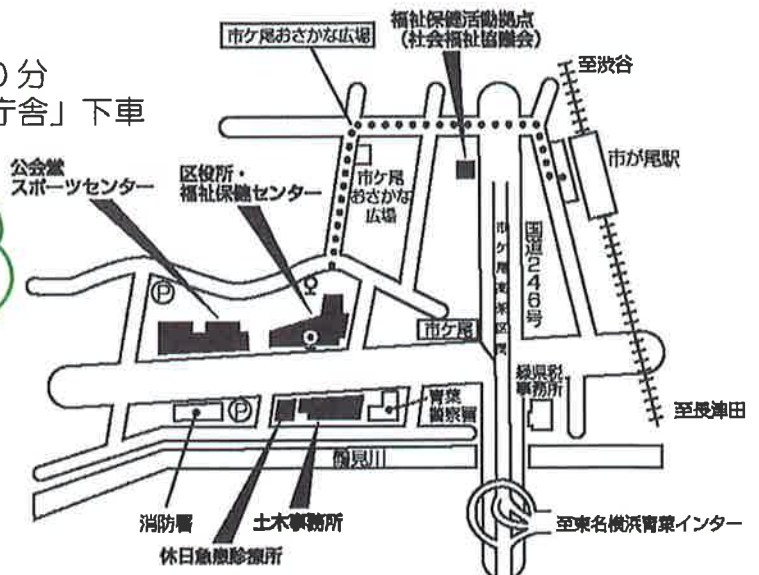 0分
庁舎」下車
福祉保健活動拠点
(社会福祉協議会)
市ケ尾おさかな広場
至渋谷
市が尾駅
公会堂
スポーツセンター
区役所・
福祉保健センター
市ケ尾
おさかな
広場
国道246号
市ケ尾
緑県税
事務所
青葉
警察署
P
P
至長津田
鶴見川
消防署
土木事務所
休日急患診療所
至東名横浜青葉インター